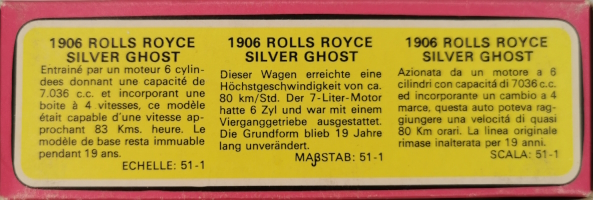 1906 ROLLS ROYCE
SILVER GHOST
Entrainé par un moteur 6 cylin-
dees donnant une capacité de
7.036 c.c. et incorporant une
boite à 4 vitesses, ce modèle
était capable d'une vitesse ap-
prochant 83 Kms. heure. Le
modèle de base resta immuable
pendant 19 ans.
ECHELLE: 51-1
1906 ROLLS ROYCE
SILVER GHOST
Dieser Wagen erreichte eine
Höchstgeschwindigkeit von ca.
80 km/Std. Der 7-Liter-Motor
hatte 6 Zyl und war mit einem
Vierganggetriebe ausgestattet.
Die Grundform blieb 19 Jahre
lang unverändert.
MAßSTAB: 51-1
1906 ROLLS ROYCE
SILVER GHOST
Azionata da un motore a 6
cilindri con capacitá di 7036 c.c.
ed incorporante un cambio a 4
marce, questa auto poteva rag-
giungere una velocitá di quasi
80 Km orari. La linea originale
rimase inalterata per 19 anni.
SCALA: 51-1